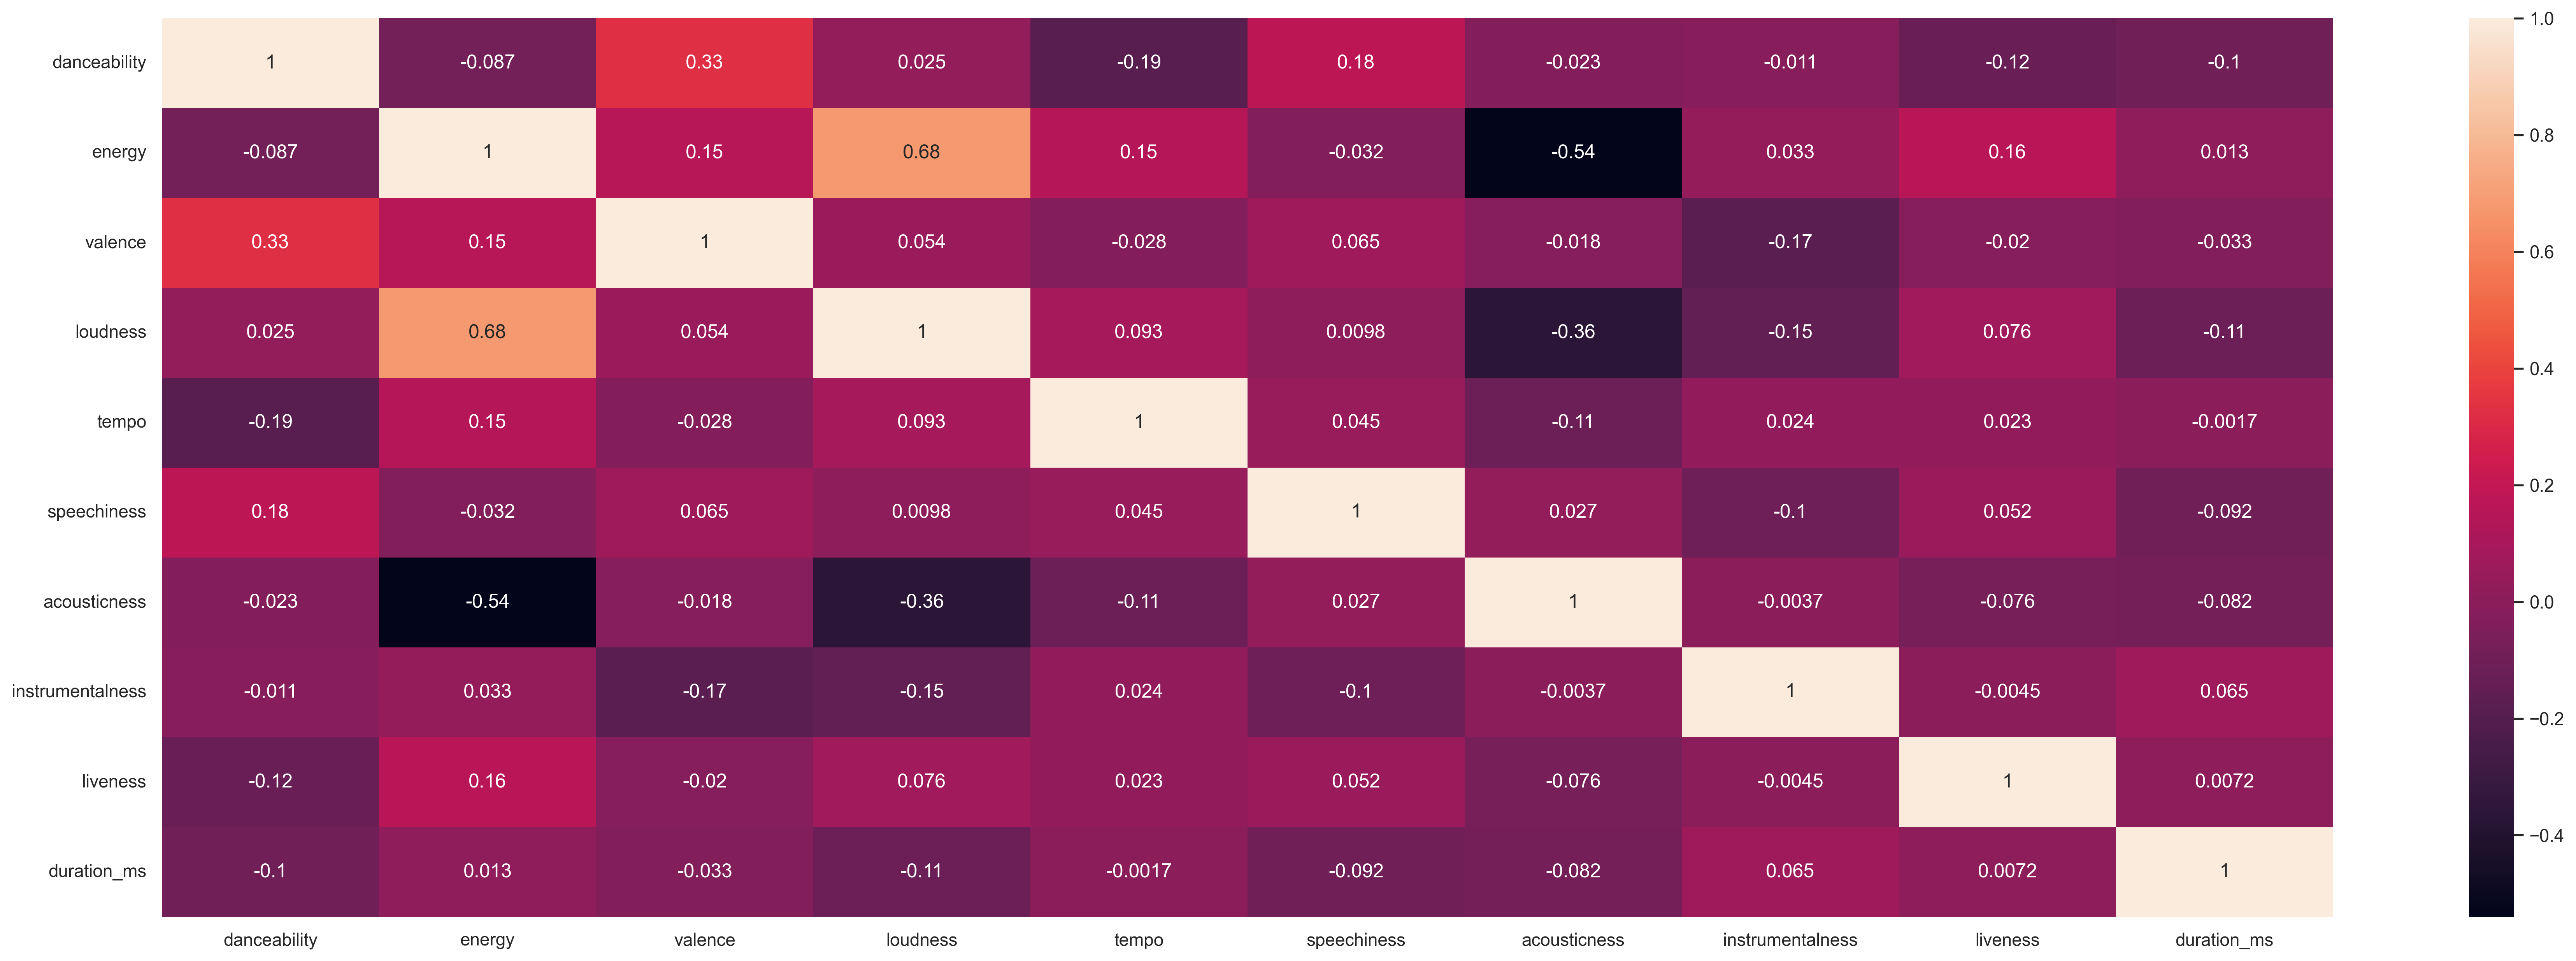 danceability 1 -0.087 0.33 0.025 -0.19 0.18 -0.023 -0.011 -0.12 -0.1
energy -0.087 1 0.15 0.68 0.15 -0.032 -0.54 0.033 0.16 0.013
valence 0.33 0.15 1 0.054 -0.028 0.065 -0.018 -0.17 -0.02 -0.033
loudness 0.025 0.68 0.054 1 0.093 0.0098 -0.36 -0.15 0.076 -0.11
tempo -0.19 0.15 -0.028 0.093 1 0.045 -0.11 0.024 0.023 -0.0017
speechiness 0.18 -0.032 0.065 0.0098 0.045 1 0.027 -0.1 0.052 -0.092
acousticness -0.023 -0.54 -0.018 -0.36 -0.11 0.027 1 -0.0037 -0.076 -0.082
instrumentalness -0.011 0.033 -0.17 -0.15 0.024 -0.1 -0.0037 1 -0.0045 0.065
liveness -0.12 0.16 -0.02 0.076 0.023 0.052 -0.076 -0.0045 1 0.0072
duration_ms -0.1 0.013 -0.033 -0.11 -0.0017 -0.092 -0.082 0.065 0.0072 1
danceability energy valence loudness tempo speechiness acousticness instrumentalness liveness duration_ms
1.0
0.8
0.6
0.4
0.2
0.0
−0.2
−0.4